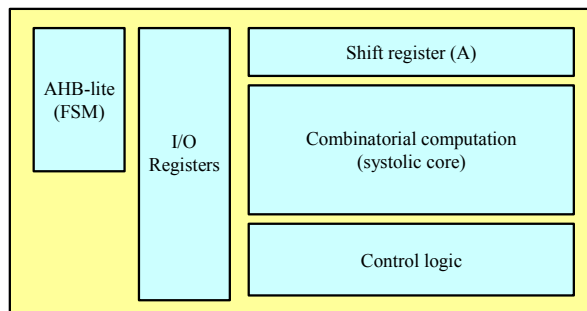 AHB-lite
(FSM)
I/O
Registers
Shift register (A)
Combinatorial computation
(systolic core)
Control logic